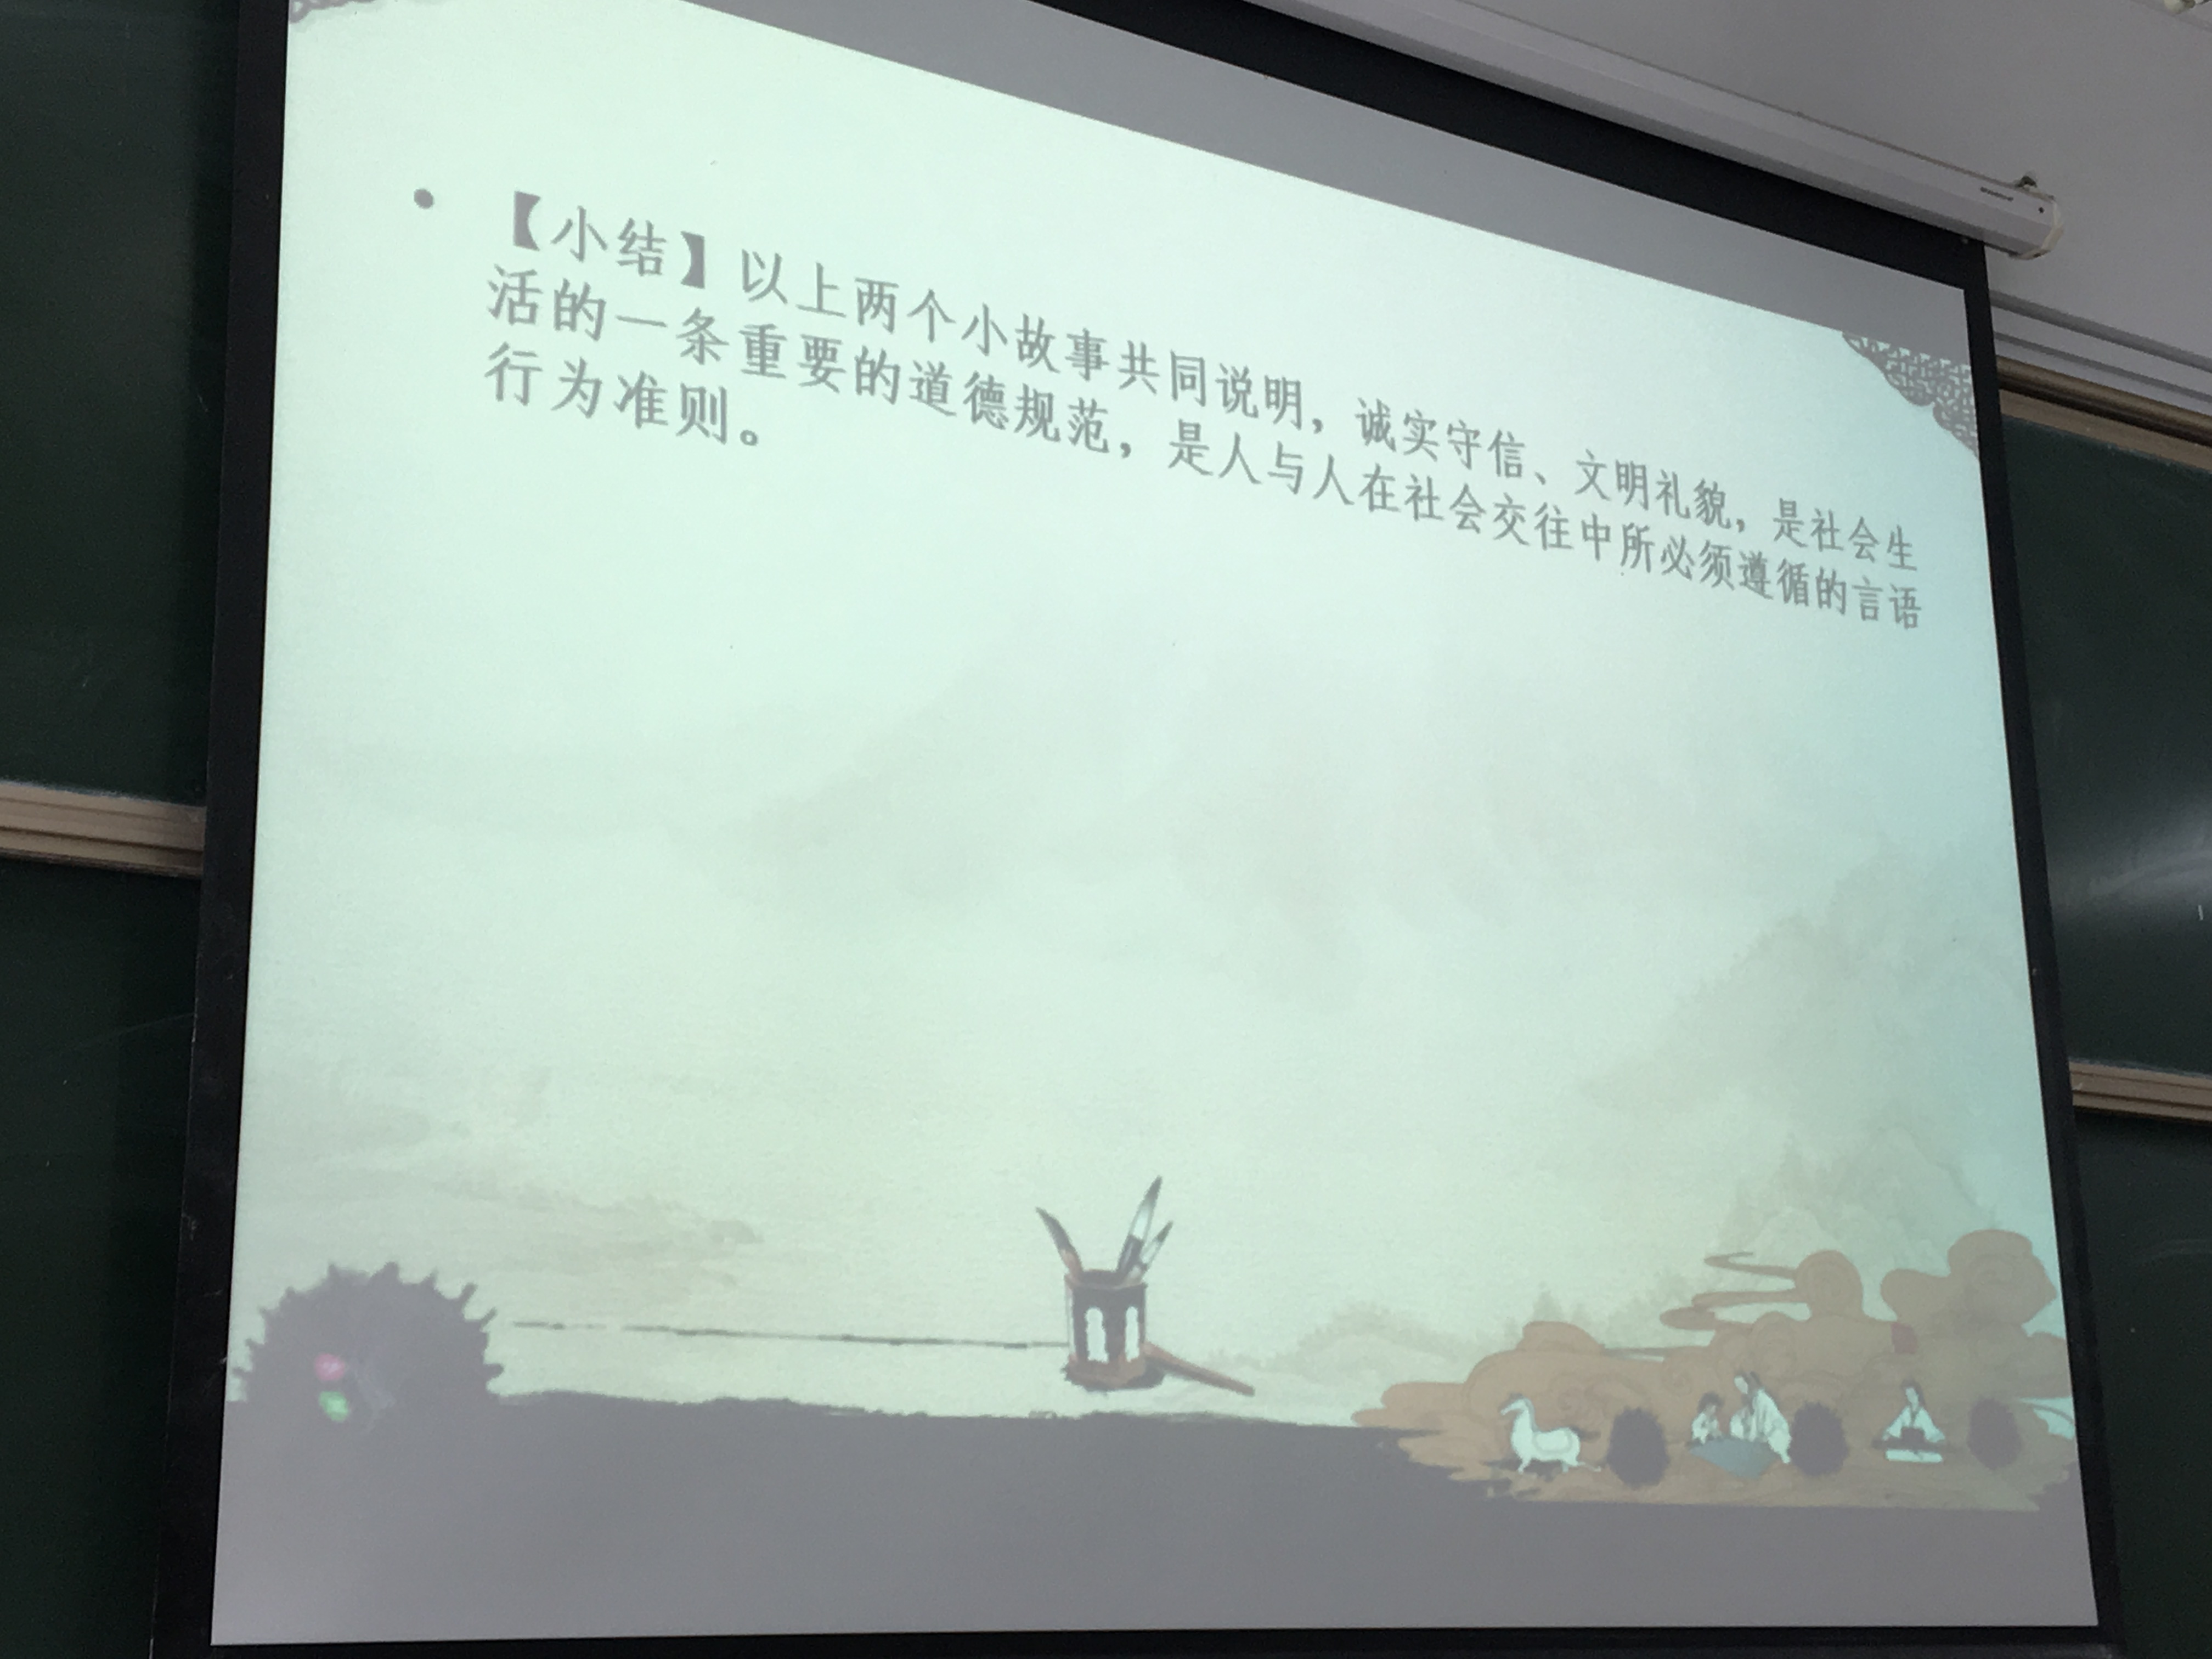 • 【小结】以上两个小故事共同说明，诚实守信、文明礼貌，是社会生
活的一条重要的道德规范，是人与人在社会交往中所必须遵循的言语
行为准则。